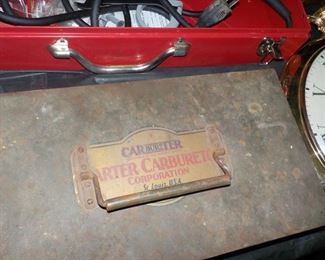 CARBURETER
ARTER CARBURETO
CORPORATION
St. Louis, U.S.A.